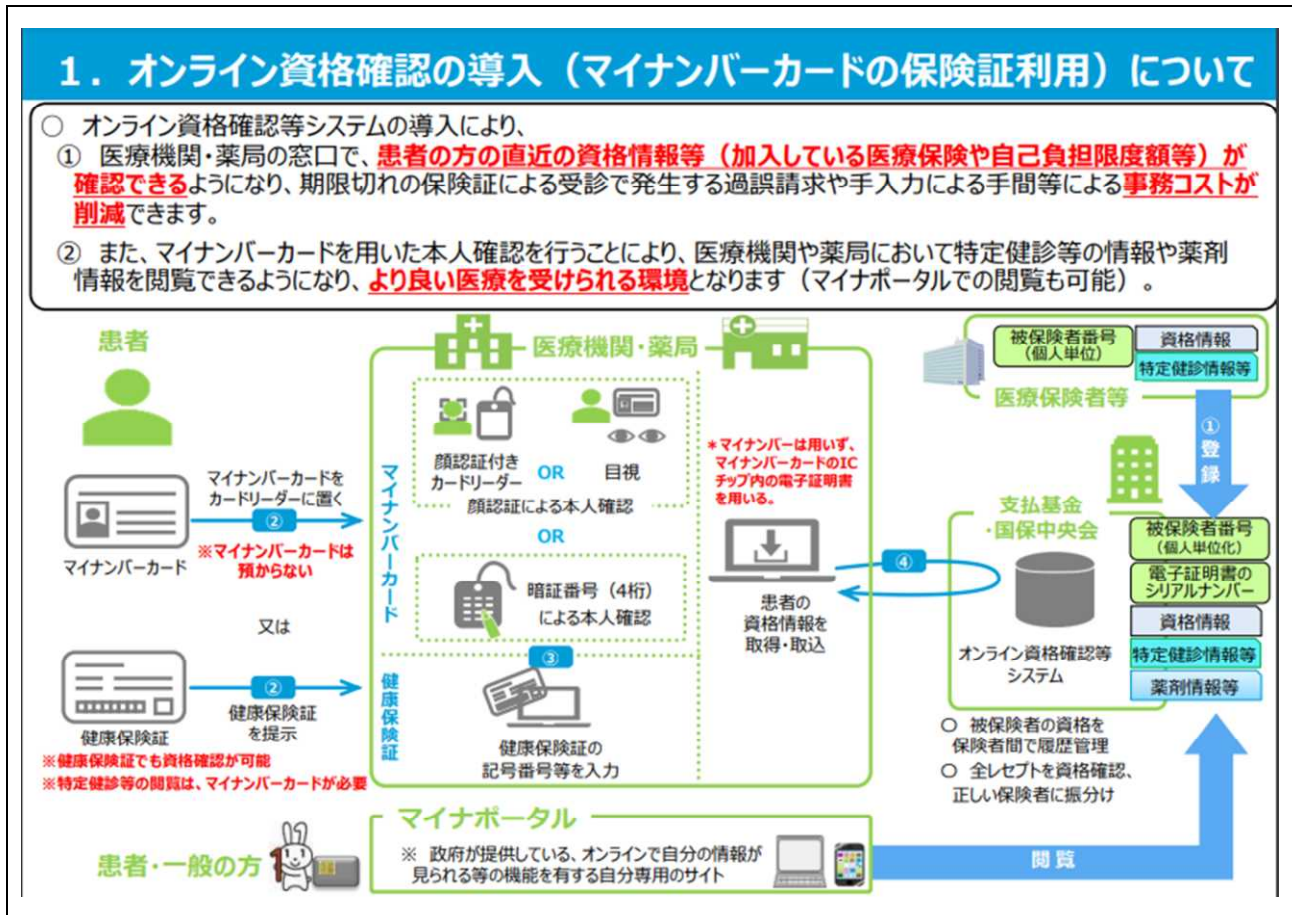 1．オンライン資格確認の導入（マイナンバーカードの保険証利用）について
○ オンライン資格確認等システムの導入により、
① 医療機関・薬局の窓口で、患者の方の直近の資格情報等（加入している医療保険や自己負担限度額等）が
確認できるようになり、期限切れの保険証による受診で発生する過誤請求や手入力による手間等による事務コストが
削減できます。
② また、マイナンバーカードを用いた本人確認を行うことにより、医療機関や薬局において特定健診等の情報や薬剤
情報を閲覧できるようになり、より良い医療を受けられる環境となります（マイナポータルでの閲覧も可能）。
患者
マイナンバーカード
マイナンバーカードを
カードリーダーに置く
②
※マイナンバーカードは
預からない
又は
健康保険証
②
健康保険証
を提示
※健康保険証でも資格確認が可能
※特定健診等の閲覧は、マイナンバーカードが必要
医療機関・薬局
マイナンバーカード
顔認証付き
カードリーダー
OR
目視
顔認証による本人確認
OR
暗証番号（4桁）
による本人確認
③
健康保険証
健康保険証の
記号番号等を入力
＊マイナンバーは用いず、
マイナンバーカードのIC
チップ内の電子証明書
を用いる。
患者の
資格情報を
取得・取込
④
被保険者番号
（個人単位）
資格情報
特定健診情報等
医療保険者等
①登録
支払基金
・国保中央会
オンライン資格確認等
システム
被保険者番号
（個人単位化）
電子証明書の
シリアルナンバー
資格情報
特定健診情報等
薬剤情報等
○ 被保険者の資格を
保険者間で履歴管理
○ 全レセプトを資格確認、
正しい保険者に振分け
患者・一般の方
マイナポータル
※ 政府が提供している、オンラインで自分の情報が
見られる等の機能を有する自分専用のサイト
閲覧